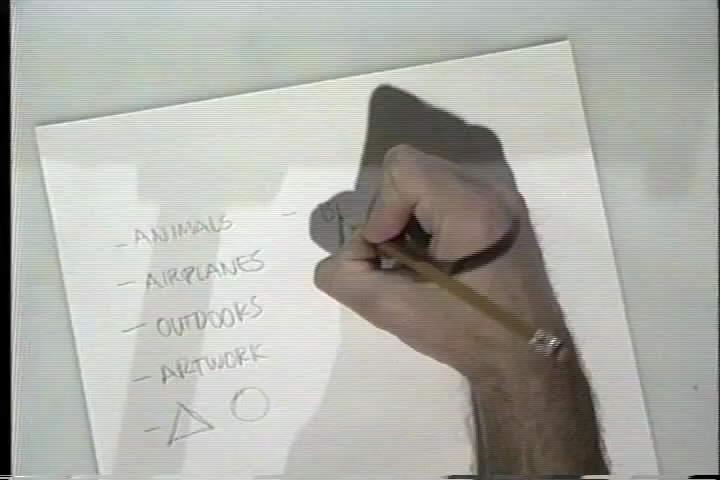 - ANIMALS -
- AIRPLANES
- OUTDOORS
- ARTWORK
-